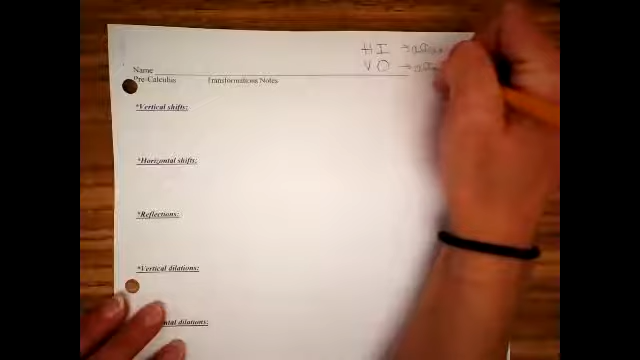 H I →
V O →
Name
Pre-Calculus Transformations Notes
*Vertical shifts:
*Horizontal shifts:
*Reflections:
*Vertical dilations:
ntal dilations: